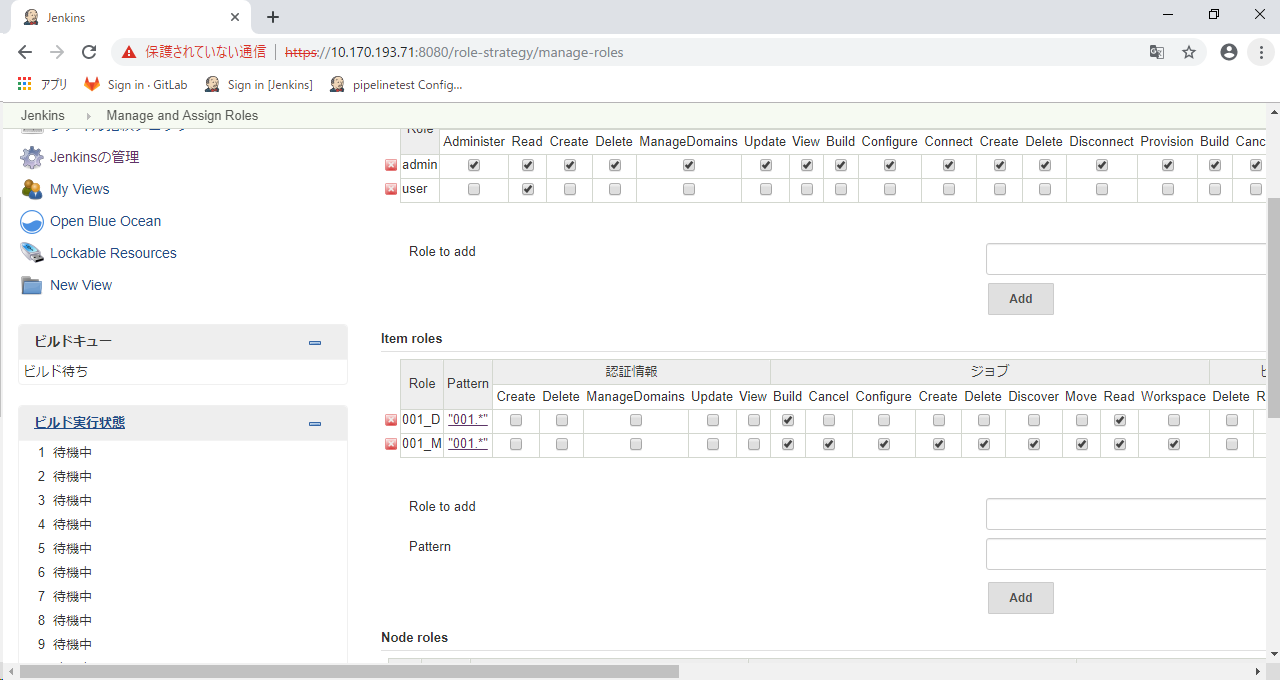 Jenkins
保護されていない通信 | https://10.170.193.71:8080/role-strategy/manage-roles
アプリ Sign in · GitLab Sign in [Jenkins] pipelinetest Config...
Jenkins Manage and Assign Roles
Jenkinsの管理
My Views
Open Blue Ocean
Lockable Resources
New View
ビルドキュー
ビルド待ち
ビルド実行状態
1 待機中
2 待機中
3 待機中
4 待機中
5 待機中
6 待機中
7 待機中
8 待機中
9 待機中
Role
Administer Read Create Delete ManageDomains Update View Build Configure Connect Create Delete Disconnect Provision Build Canc
admin
user
Role to add
Add
Item roles
Role Pattern 認証情報 ジョブ
Create Delete ManageDomains Update View Build Cancel Configure Create Delete Discover Move Read Workspace Delete R
001_D "001.*"
001_M "001.*"
Role to add
Pattern
Add
Node roles